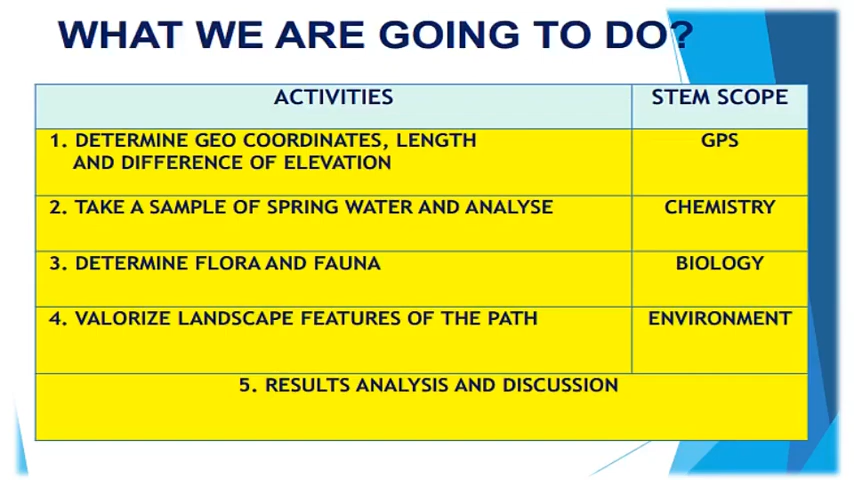 WHAT WE ARE GOING TO DO?
ACTIVITIES STEM SCOPE
1. DETERMINE GEO COORDINATES, LENGTH GPS
AND DIFFERENCE OF ELEVATION
2. TAKE A SAMPLE OF SPRING WATER AND ANALYSE CHEMISTRY
3. DETERMINE FLORA AND FAUNA BIOLOGY
4. VALORIZE LANDSCAPE FEATURES OF THE PATH ENVIRONMENT
5. RESULTS ANALYSIS AND DISCUSSION